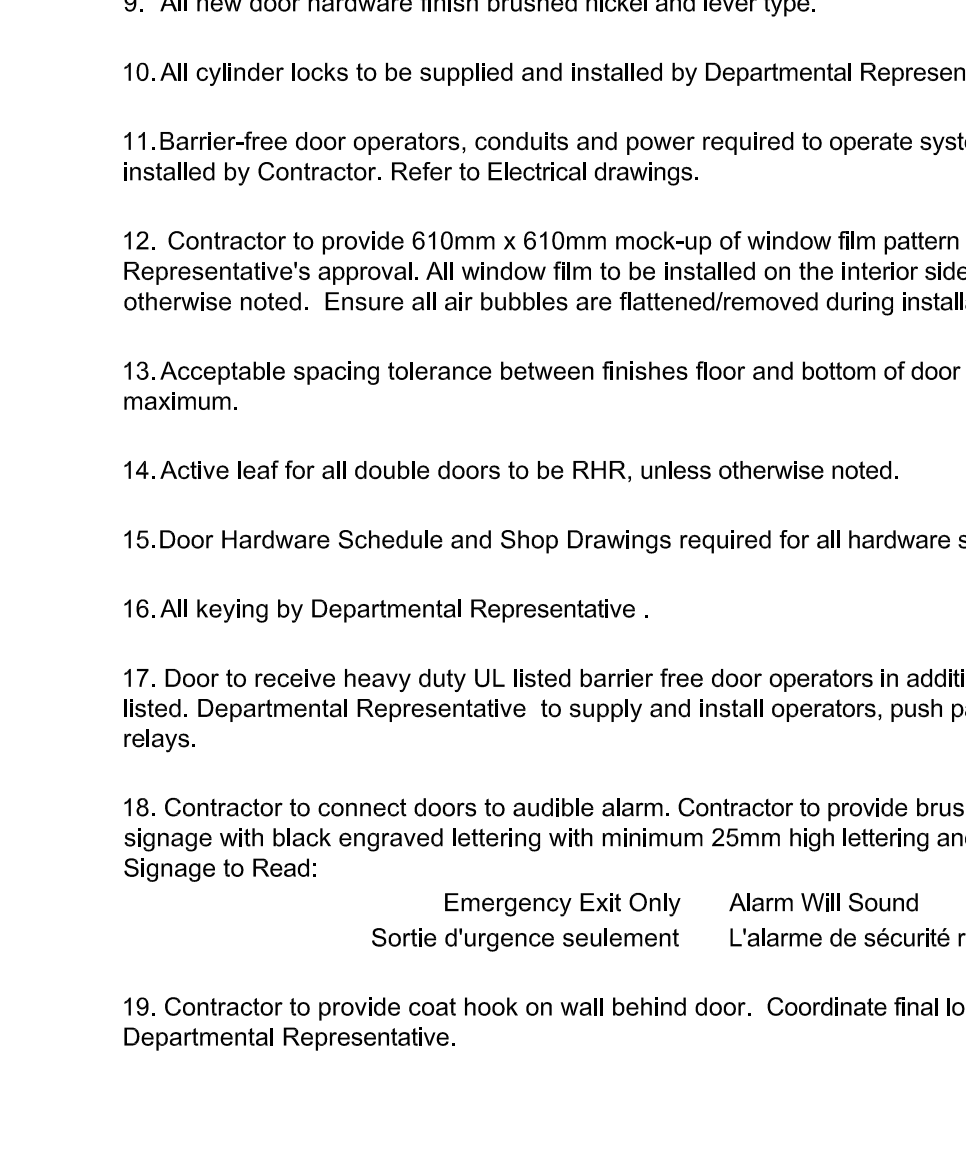 9. All new door hardware finish brushed nickel and lever type.
10. All cylinder locks to be supplied and installed by Departmental Represen
11. Barrier-free door operators, conduits and power required to operate syst
installed by Contractor. Refer to Electrical drawings.
12. Contractor to provide 610mm x 610mm mock-up of window film pattern
Representative's approval. All window film to be installed on the interior side
otherwise noted. Ensure all air bubbles are flattened/removed during install
13. Acceptable spacing tolerance between finishes floor and bottom of door
maximum.
14. Active leaf for all double doors to be RHR, unless otherwise noted.
15. Door Hardware Schedule and Shop Drawings required for all hardware s
16. All keying by Departmental Representative .
17. Door to receive heavy duty UL listed barrier free door operators in additi
listed. Departmental Representative to supply and install operators, push pa
relays.
18. Contractor to connect doors to audible alarm. Contractor to provide brus
signage with black engraved lettering with minimum 25mm high lettering and
Signage to Read:
Emergency Exit Only Alarm Will Sound
Sortie d'urgence seulement L'alarme de sécurité r
19. Contractor to provide coat hook on wall behind door. Coordinate final lo
Departmental Representative.